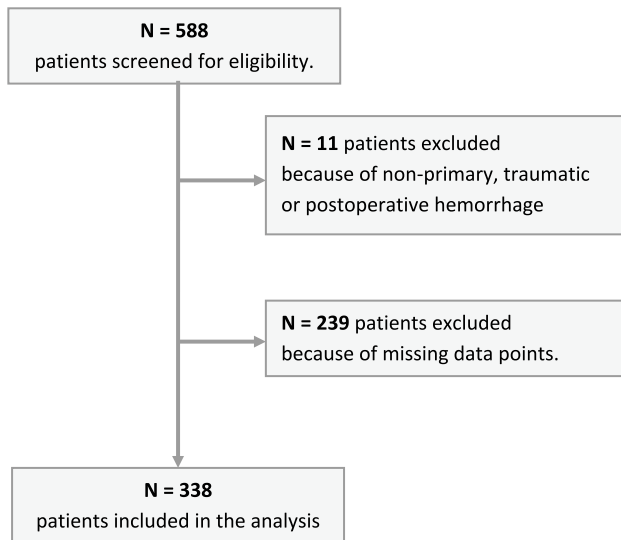 N = 588
patients screened for eligibility.
N = 11 patients excluded
because of non-primary, traumatic
or postoperative hemorrhage
N = 239 patients excluded
because of missing data points.
N = 338
patients included in the analysis